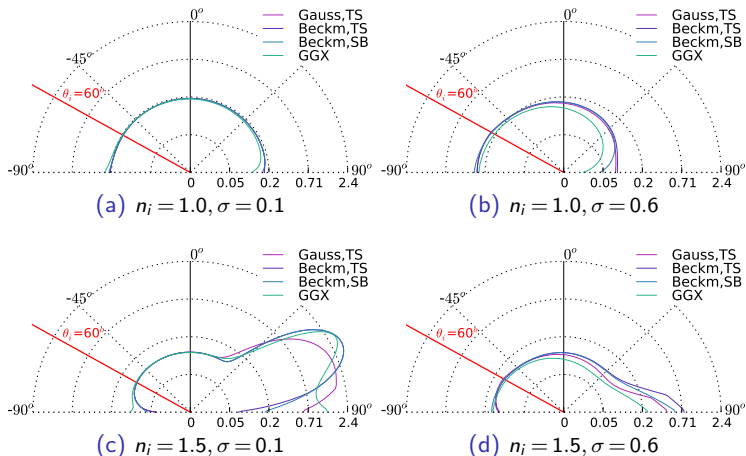 Gauss,TS
Beckm,TS
Beckm,SB
GGX
0°
-45°
θᵢ=60°
-90°
90°
0 0.05 0.2 0.71 2.4
(a) nᵢ = 1.0, σ = 0.1
Gauss,TS
Beckm,TS
Beckm,SB
GGX
0°
-45°
θᵢ=60°
-90°
90°
0 0.05 0.2 0.71 2.4
(b) nᵢ = 1.0, σ = 0.6
Gauss,TS
Beckm,TS
Beckm,SB
GGX
0°
-45°
θᵢ=60°
-90°
90°
0 0.05 0.2 0.71 2.4
(c) nᵢ = 1.5, σ = 0.1
Gauss,TS
Beckm,TS
Beckm,SB
GGX
0°
-45°
θᵢ=60°
-90°
90°
0 0.05 0.2 0.71 2.4
(d) nᵢ = 1.5, σ = 0.6